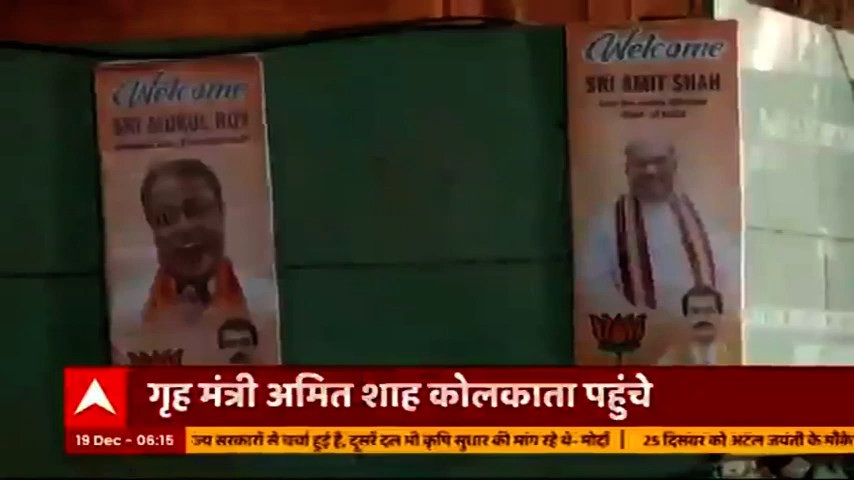 Welcome
SRI MUKUL ROY
Welcome
SRI AMIT SHAH
गृह मंत्री अमित शाह कोलकाता पहुंचे
19 Dec - 06:15
ज्य सरकारों से चर्चा हुई है, दूसरे दल भी कृषि सुधार की मांग रहे थे- मोदी | 25 दिसंबर को अटल जयंती के मौके